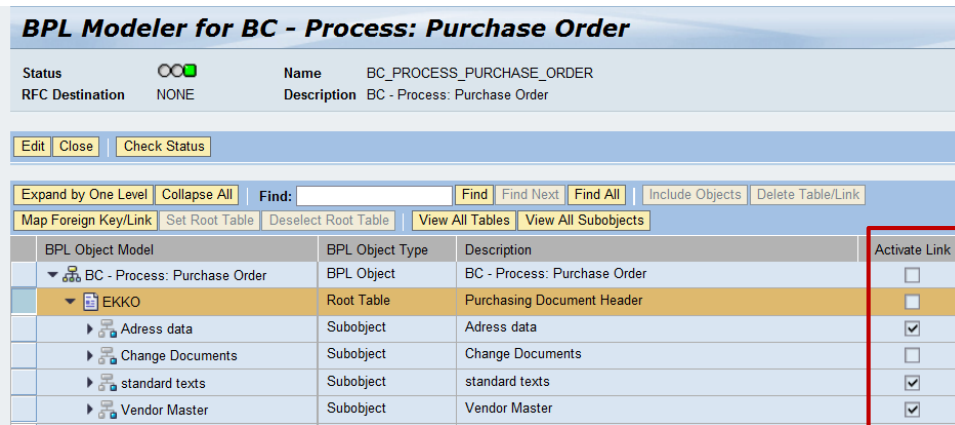 BPL Modeler for BC - Process: Purchase Order
Status Name BC_PROCESS_PURCHASE_ORDER
RFC Destination NONE Description BC - Process: Purchase Order
Edit Close Check Status
Expand by One Level Collapse All Find: Find Find Next Find All Include Objects Delete Table/Link
Map Foreign Key/Link Set Root Table Deselect Root Table View All Tables View All Subobjects
BPL Object Model BPL Object Type Description Activate Link
BC - Process: Purchase Order BPL Object BC - Process: Purchase Order
EKKO Root Table Purchasing Document Header
Adress data Subobject Adress data
Change Documents Subobject Change Documents
standard texts Subobject standard texts
Vendor Master Subobject Vendor Master